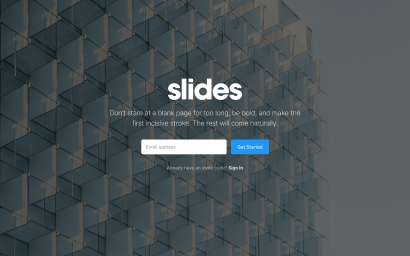 slides
Don't stare at a blank page for too long, be bold, and make the
first incisive stroke. The rest will come naturally.
Email address
Get Started
Already have an
Sign In